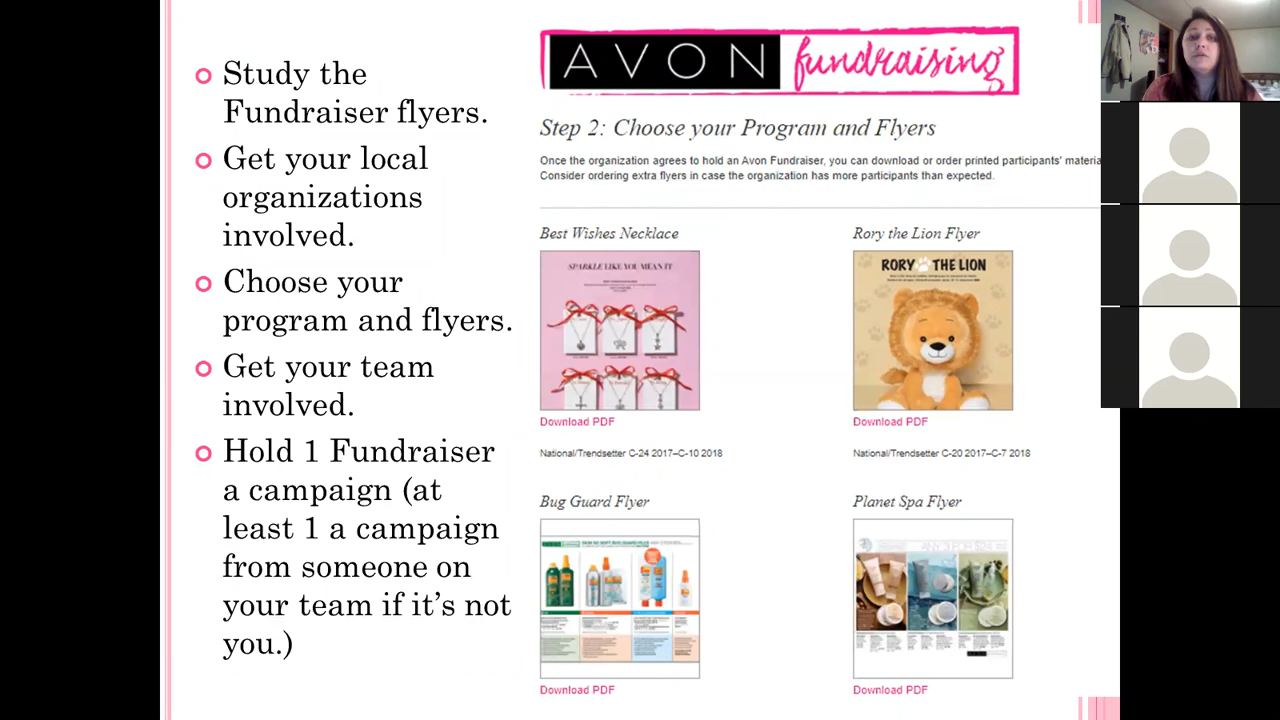 Study the
Fundraiser flyers.
Get your local
organizations
involved.
Choose your
program and flyers.
Get your team
involved.
Hold 1 Fundraiser
a campaign (at
least 1 a campaign
from someone on
your team if it's not
you.)
AVON fundraising
Step 2: Choose your Program and Flyers
Once the organization agrees to hold an Avon Fundraiser, you can download or order printed participants' materia
Consider ordering extra flyers in case the organization has more participants than expected.
Best Wishes Necklace
Rory the Lion Flyer
SPARKLE LIKE YOU MEAN IT
RORY THE LION
Download PDF
Download PDF
National/Trendsetter C-24 2017–C-10 2018
National/Trendsetter C-20 2017–C-7 2018
Bug Guard Flyer
Planet Spa Flyer
ANY 3 FOR $24
Download PDF
Download PDF